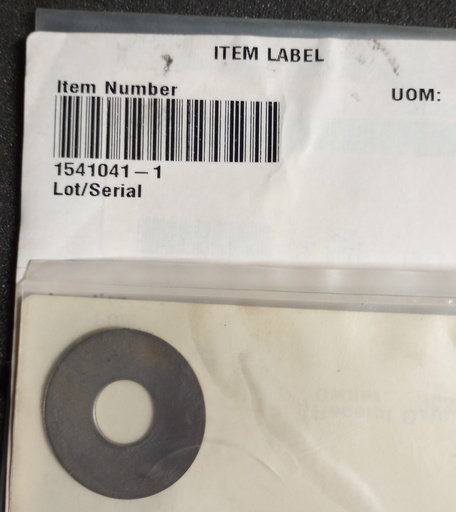 ITEM LABEL
Item Number
UOM:
1541041-1
Lot/Serial